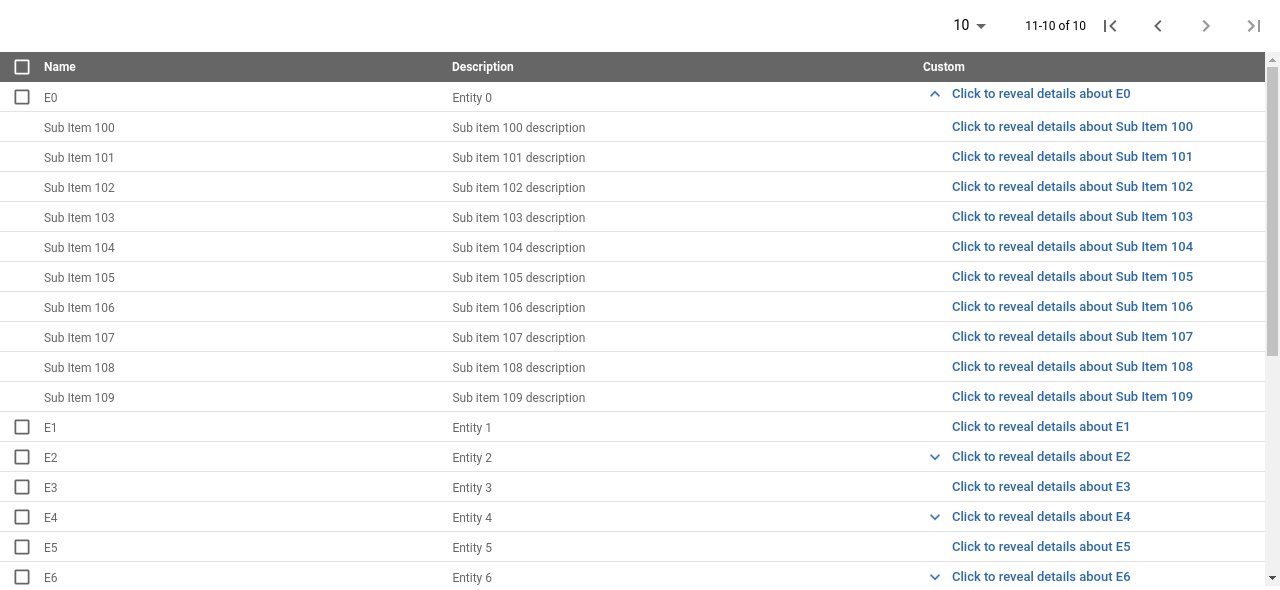 10 11-10 of 10
Name Description Custom
E0 Entity 0 Click to reveal details about E0
Sub Item 100 Sub item 100 description Click to reveal details about Sub Item 100
Sub Item 101 Sub item 101 description Click to reveal details about Sub Item 101
Sub Item 102 Sub item 102 description Click to reveal details about Sub Item 102
Sub Item 103 Sub item 103 description Click to reveal details about Sub Item 103
Sub Item 104 Sub item 104 description Click to reveal details about Sub Item 104
Sub Item 105 Sub item 105 description Click to reveal details about Sub Item 105
Sub Item 106 Sub item 106 description Click to reveal details about Sub Item 106
Sub Item 107 Sub item 107 description Click to reveal details about Sub Item 107
Sub Item 108 Sub item 108 description Click to reveal details about Sub Item 108
Sub Item 109 Sub item 109 description Click to reveal details about Sub Item 109
E1 Entity 1 Click to reveal details about E1
E2 Entity 2 Click to reveal details about E2
E3 Entity 3 Click to reveal details about E3
E4 Entity 4 Click to reveal details about E4
E5 Entity 5 Click to reveal details about E5
E6 Entity 6 Click to reveal details about E6